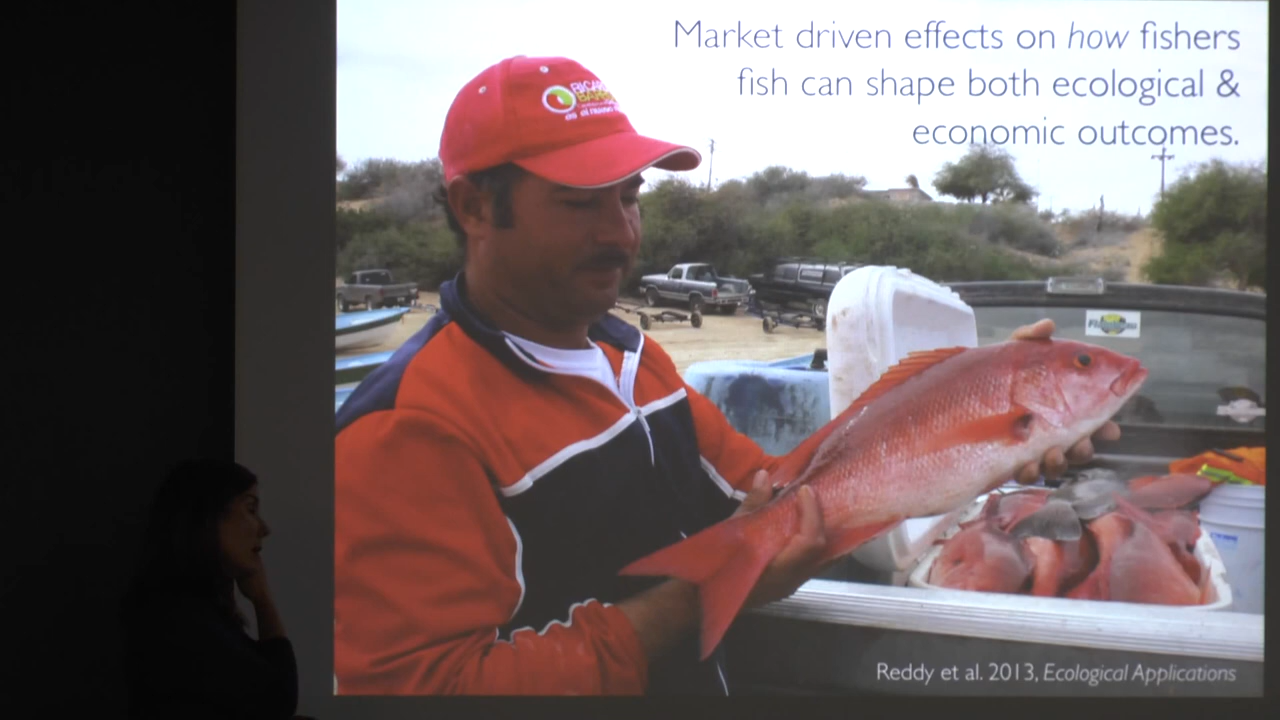 Market driven effects on how fishers
fish can shape both ecological &
economic outcomes.
Reddy et al. 2013, Ecological Applications